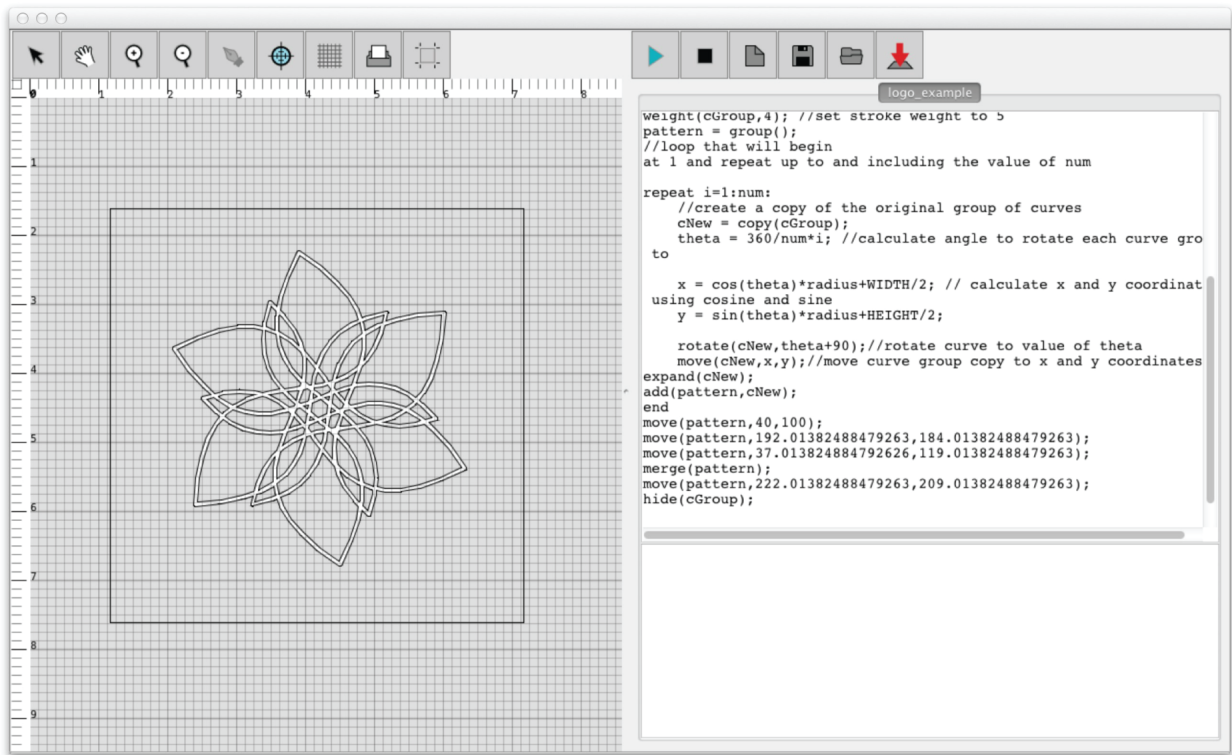 logo_example
0 1 2 3 4 5 6 7 8
1
2
3
4
5
6
7
8
9
weight(cGroup,4); //set stroke weight to 5
pattern = group();
//loop that will begin
at 1 and repeat up to and including the value of num
repeat i=1:num:
//create a copy of the original group of curves
cNew = copy(cGroup);
theta = 360/num*i; //calculate angle to rotate each curve gro
to
x = cos(theta)*radius+WIDTH/2; // calculate x and y coordinat
using cosine and sine
y = sin(theta)*radius+HEIGHT/2;
rotate(cNew,theta+90);//rotate curve to value of theta
move(cNew,x,y);//move curve group copy to x and y coordinates
expand(cNew);
add(pattern,cNew);
end
move(pattern,40,100);
move(pattern,192.01382488479263,184.01382488479263);
move(pattern,37.013824884792626,119.01382488479263);
merge(pattern);
move(pattern,222.01382488479263,209.01382488479263);
hide(cGroup);